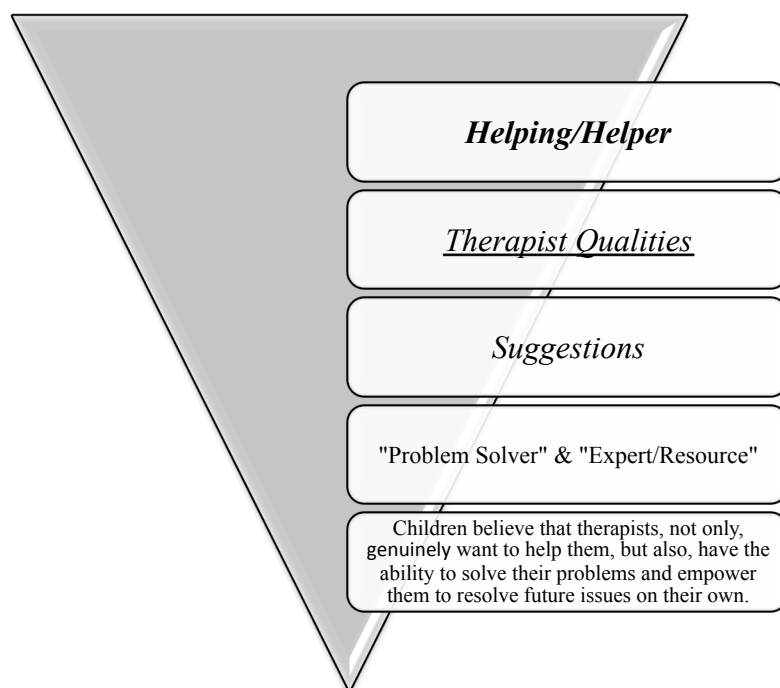 Helping/Helper
Therapist Qualities
Suggestions
"Problem Solver" & "Expert/Resource"
Children believe that therapists, not only,
genuinely want to help them, but also, have the
ability to solve their problems and empower
them to resolve future issues on their own.